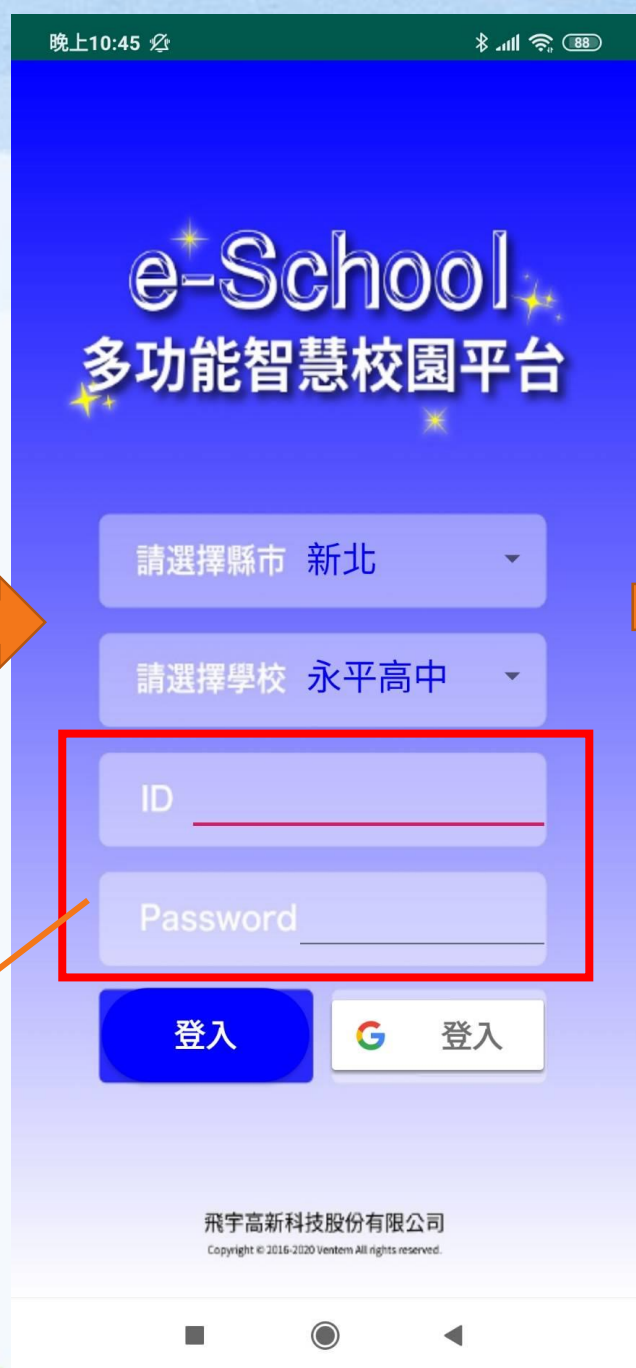 晚上10:45
88
e-School
多功能智慧校園平台
請選擇縣市 新北
請選擇學校 永平高中
ID
Password
登入 G 登入
飛宇高新科技股份有限公司
Copyright © 2016-2020 Ventem All rights reserved.